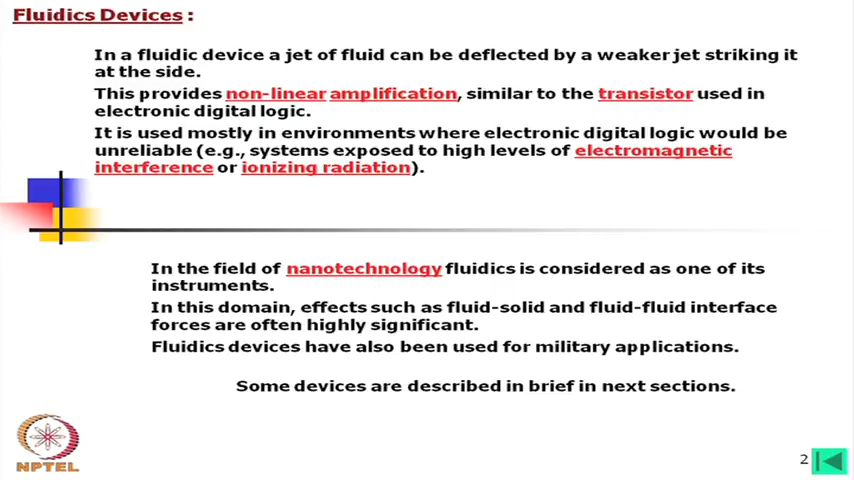 Fluidics Devices :
In a fluidic device a jet of fluid can be deflected by a weaker jet striking it
at the side.
This provides non-linear amplification, similar to the transistor used in
electronic digital logic.
It is used mostly in environments where electronic digital logic would be
unreliable (e.g., systems exposed to high levels of electromagnetic
interference or ionizing radiation).
In the field of nanotechnology fluidics is considered as one of its
instruments.
In this domain, effects such as fluid-solid and fluid-fluid interface
forces are often highly significant.
Fluidics devices have also been used for military applications.
Some devices are described in brief in next sections.
NPTEL
2